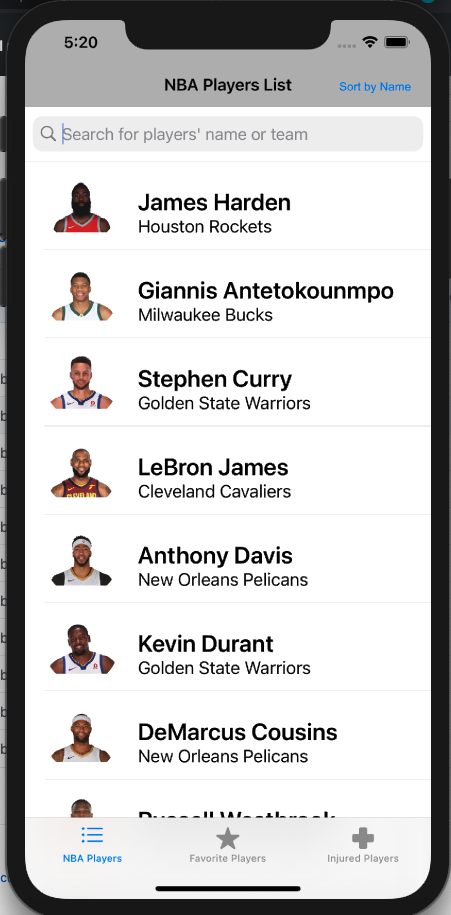 5:20
NBA Players List
Sort by Name
Search for players' name or team
James Harden
Houston Rockets
Giannis Antetokounmpo
Milwaukee Bucks
Stephen Curry
Golden State Warriors
LeBron James
Cleveland Cavaliers
Anthony Davis
New Orleans Pelicans
Kevin Durant
Golden State Warriors
DeMarcus Cousins
New Orleans Pelicans
Russell Westbrook
NBA Players
Favorite Players
Injured Players